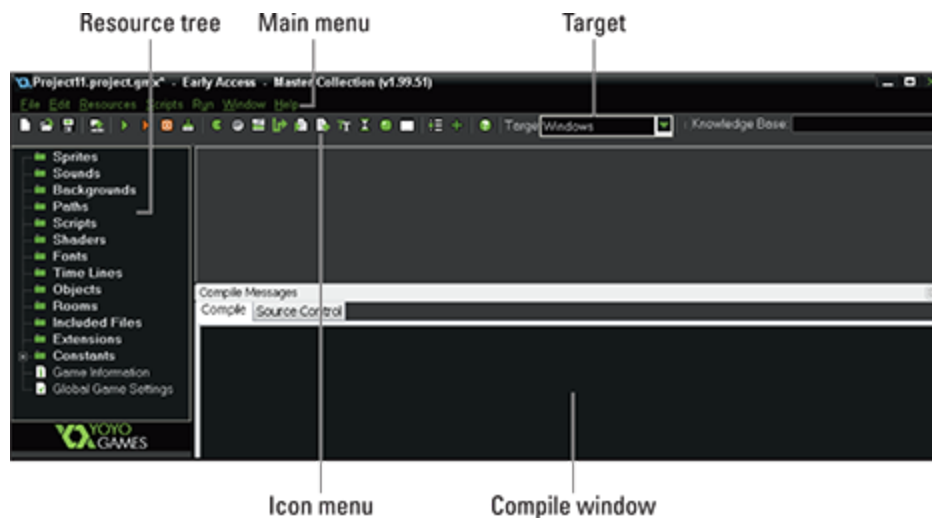 Resource tree Main menu Target
Project11.project.gmx* - Early Access - Master Collection (v1.99.51)
File Edit Resources Scripts Run Window Help
Target Windows : Knowledge Base:
Sprites
Sounds
Backgrounds
Paths
Scripts
Shaders
Fonts
Time Lines
Objects
Rooms
Included Files
Extensions
Constants
Game Information
Global Game Settings
YOYO
GAMES
Compile Messages
Compile Source Control
Icon menu Compile window